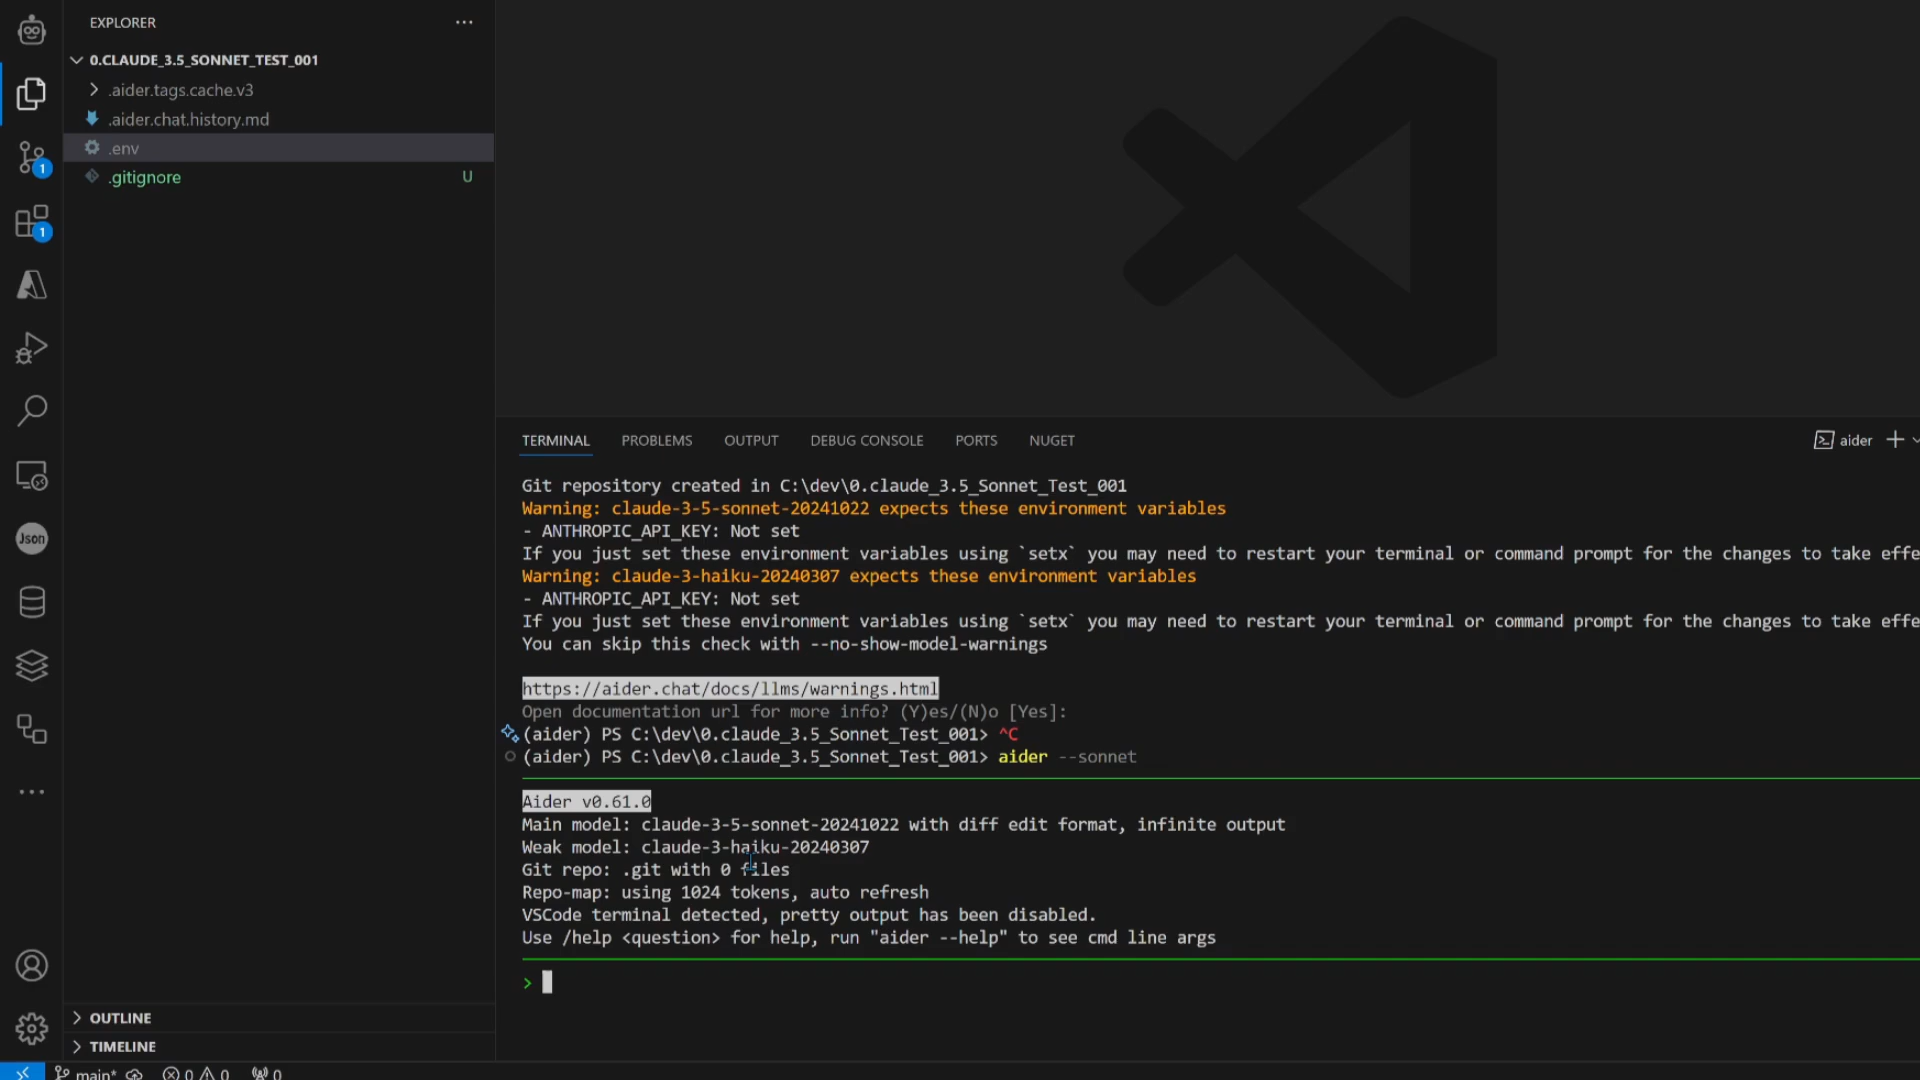 EXPLORER
0.CLAUDE_3.5_SONNET_TEST_001
.aider.tags.cache.v3
.aider.chat.history.md
.env
.gitignore U
1
1
Json
OUTLINE
TIMELINE
TERMINAL PROBLEMS OUTPUT DEBUG CONSOLE PORTS NUGET
aider
Git repository created in C:\dev\0.claude_3.5_Sonnet_Test_001
Warning: claude-3-5-sonnet-20241022 expects these environment variables
- ANTHROPIC_API_KEY: Not set
If you just set these environment variables using `setx` you may need to restart your terminal or command prompt for the changes to take effe
Warning: claude-3-haiku-20240307 expects these environment variables
- ANTHROPIC_API_KEY: Not set
If you just set these environment variables using `setx` you may need to restart your terminal or command prompt for the changes to take effe
You can skip this check with --no-show-model-warnings
https://aider.chat/docs/llms/warnings.html
Open documentation url for more info? (Y)es/(N)o [Yes]:
(aider) PS C:\dev\0.claude_3.5_Sonnet_Test_001> ^C
(aider) PS C:\dev\0.claude_3.5_Sonnet_Test_001> aider --sonnet
Aider v0.61.0
Main model: claude-3-5-sonnet-20241022 with diff edit format, infinite output
Weak model: claude-3-haiku-20240307
Git repo: .git with 0 files
Repo-map: using 1024 tokens, auto refresh
VSCode terminal detected, pretty output has been disabled.
Use /help <question> for help, run "aider --help" to see cmd line args
>
main* 0 0 0